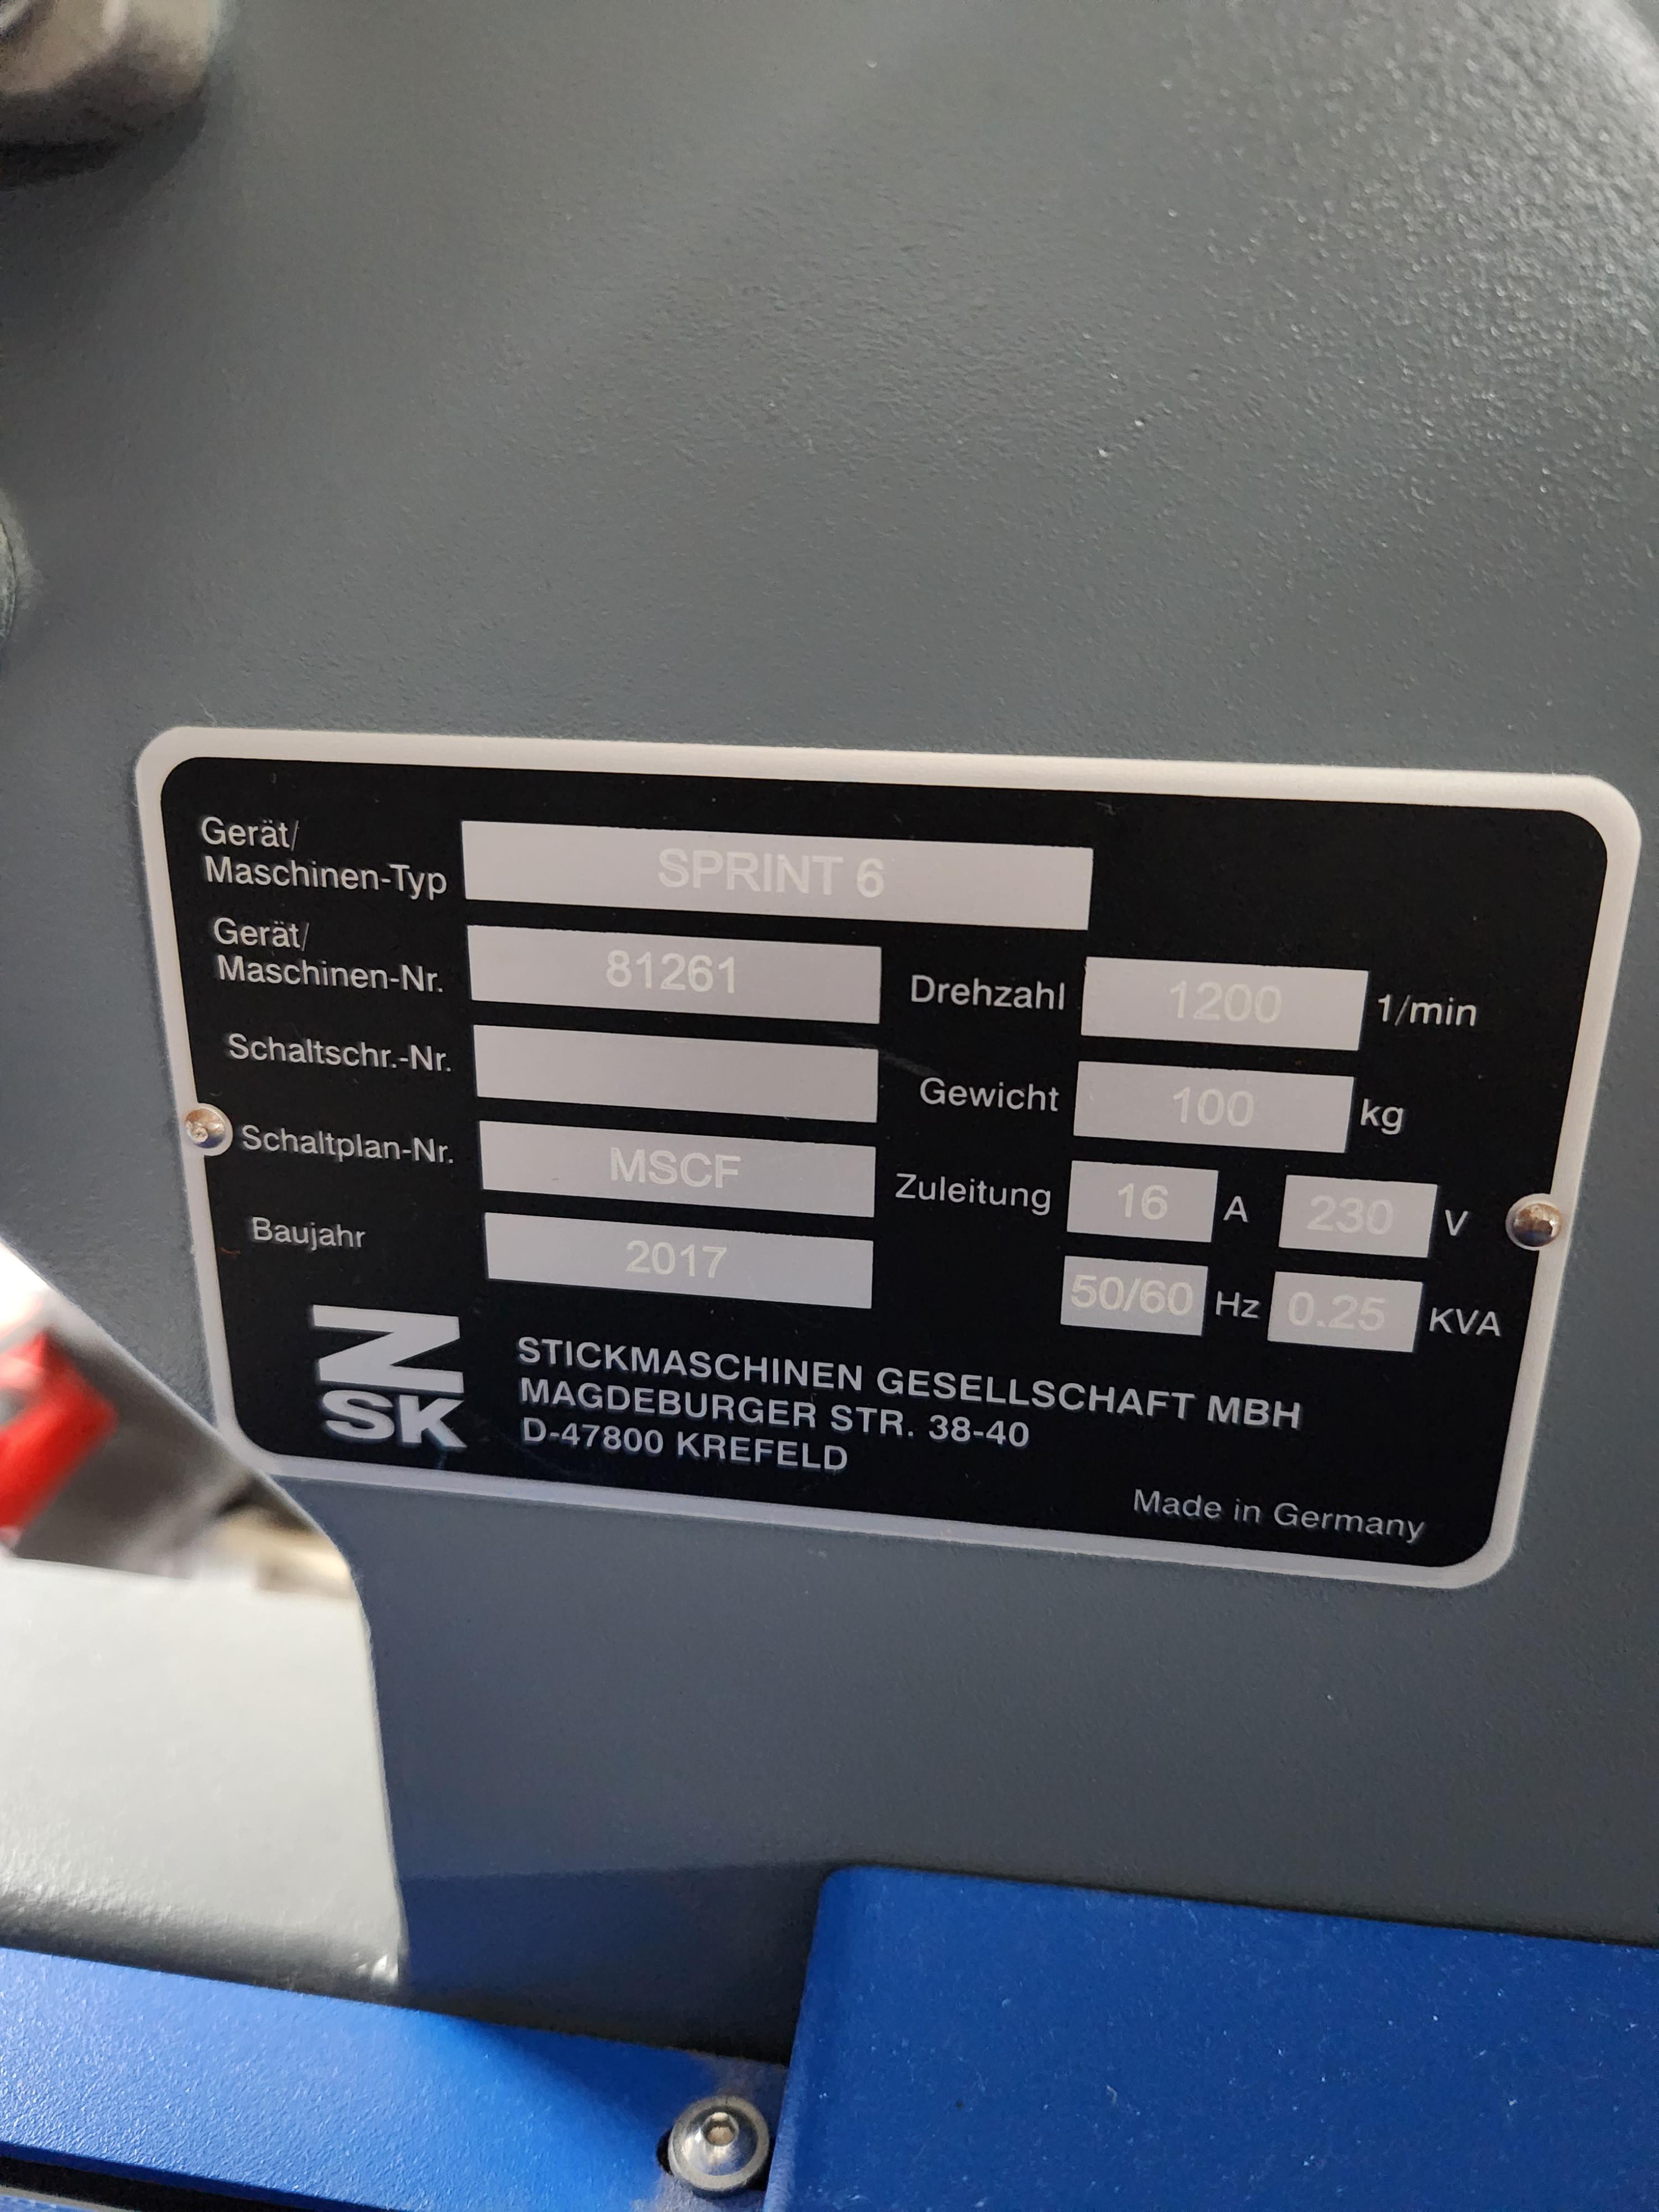 Gerät/
Maschinen-Typ SPRINT 6
Gerät/
Maschinen-Nr. 81261 Drehzahl 1200 1/min
Schaltschr.-Nr. Gewicht 100 kg
Schaltplan-Nr. MSCF Zuleitung 16 A 230 V
Baujahr 2017 50/60 Hz 0.25 KVA
ZSK
STICKMASCHINEN GESELLSCHAFT MBH
MAGDEBURGER STR. 38-40
D-47800 KREFELD
Made in Germany